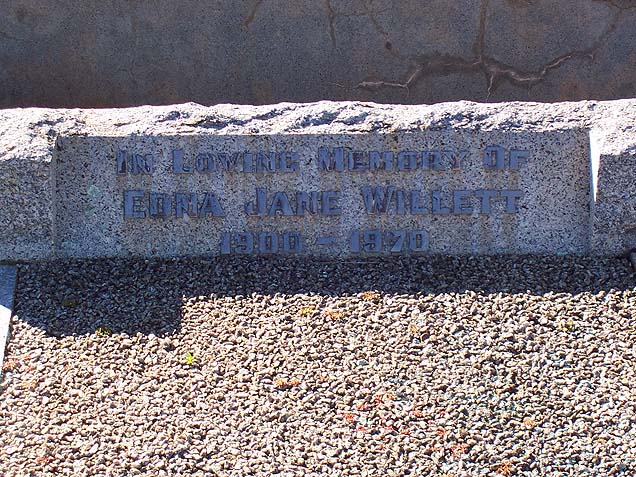 In Loving Memory Of
Edna Jane Willett
1900 - 1970